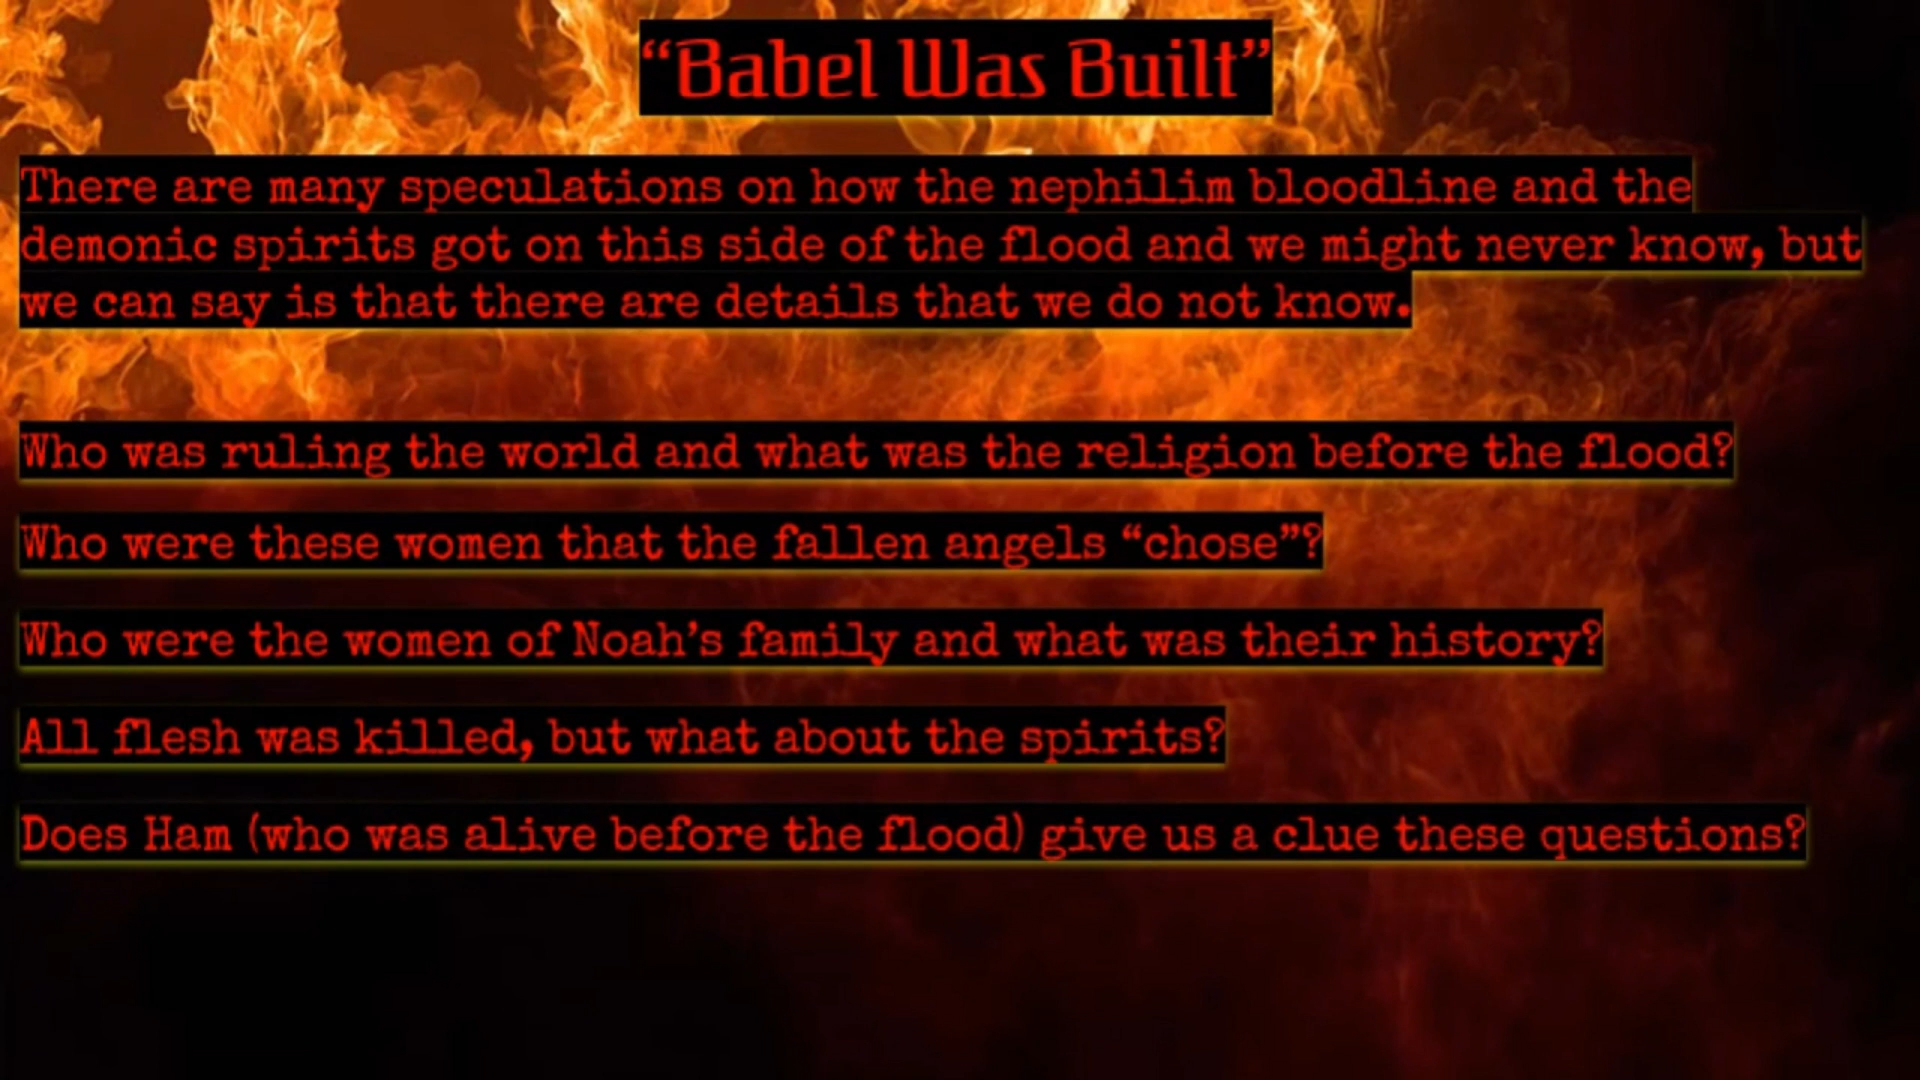 “Babel Was Built”
There are many speculations on how the nephilim bloodline and the
demonic spirits got on this side of the flood and we might never know, but
we can say is that there are details that we do not know.
Who was ruling the world and what was the religion before the flood?
Who were these women that the fallen angels “chose”?
Who were the women of Noah’s family and what was their history?
All flesh was killed, but what about the spirits?
Does Ham (who was alive before the flood) give us a clue these questions?